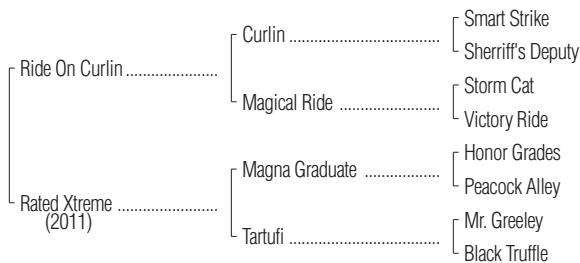 Smart Strike
Curlin ........................................
Sherriff's Deputy
Ride On Curlin ........................
Storm Cat
Magical Ride ..........................
Victory Ride
Honor Grades
Magna Graduate ....................
Peacock Alley
Rated Xtreme ..........................
(2011)
Mr. Greeley
Tartufi ........................................
Black Truffle